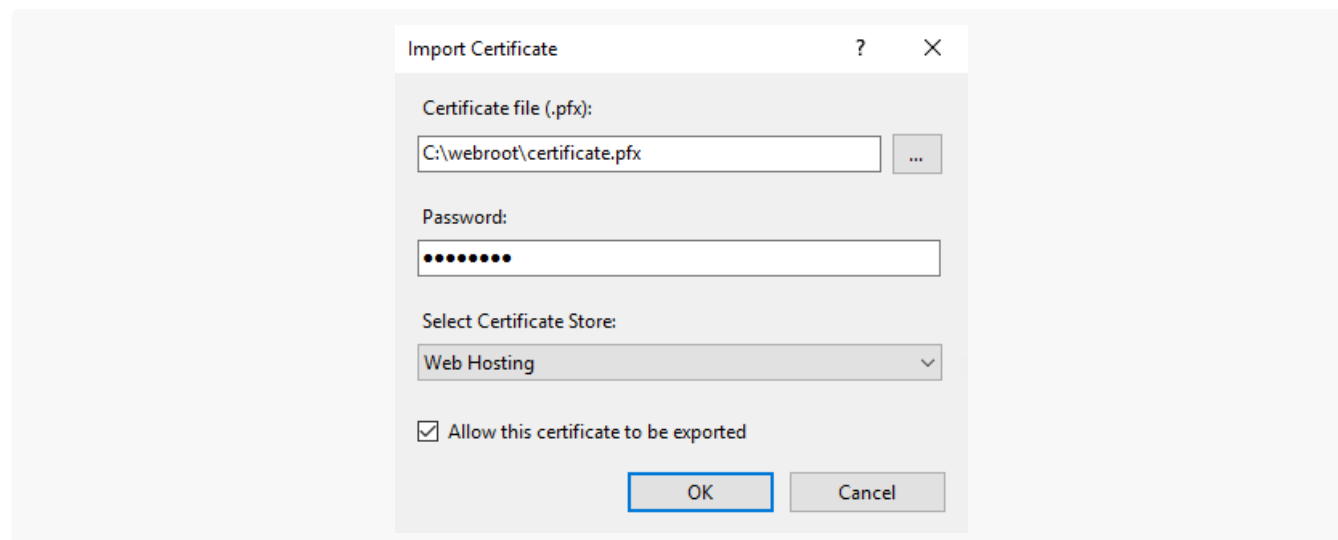 Import Certificate ?
Certificate file (.pfx):
C:\webroot\certificate.pfx ...
Password:
••••••••
Select Certificate Store:
Web Hosting
Allow this certificate to be exported
OK Cancel